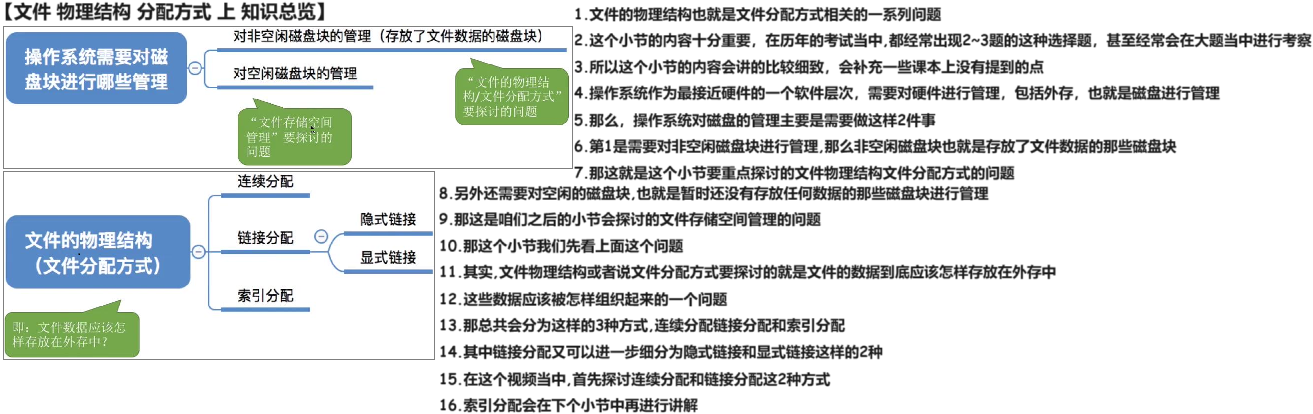 【文件 物理结构 分配方式 上 知识总览】
操作系统需要对磁
盘块进行哪些管理
对非空闲磁盘块的管理（存放了文件数据的磁盘块）
对空闲磁盘块的管理
“文件的物理结
构/文件分配方式”
要探讨的问题
“文件存储空间
管理”要探讨的
问题
文件的物理结构
（文件分配方式）
连续分配
链接分配
隐式链接
显式链接
索引分配
即：文件数据应该怎
样存放在外存中？
1.文件的物理结构也就是文件分配方式相关的一系列问题
2.这个小节的内容十分重要，在历年的考试当中,都经常出现2~3题的这种选择题，甚至经常会在大题当中进行考察
3.所以这个小节的内容会讲的比较细致，会补充一些课本上没有提到的点
4.操作系统作为最接近硬件的一个软件层次，需要对硬件进行管理，包括外存，也就是磁盘进行管理
5.那么，操作系统对磁盘的管理主要是需要做这样2件事
6.第1是需要对非空闲磁盘块进行管理,那么非空闲磁盘块也就是存放了文件数据的那些磁盘块
7.那这就是这个小节要重点探讨的文件物理结构文件分配方式的问题
8.另外还需要对空闲的磁盘块,也就是暂时还没有存放任何数据的那些磁盘块进行管理
9.那这是咱们之后的小节会探讨的文件存储空间管理的问题
10.那这个小节我们先看上面这个问题
11.其实,文件物理结构或者说文件分配方式要探讨的就是文件的数据到底应该怎样存放在外存中
12.这些数据应该被怎样组织起来的一个问题
13.那总共会分为这样的3种方式,连续分配链接分配和索引分配
14.其中链接分配又可以进一步细分为隐式链接和显式链接这样的2种
15.在这个视频当中,首先探讨连续分配和链接分配这2种方式
16.索引分配会在下个小节中再进行讲解